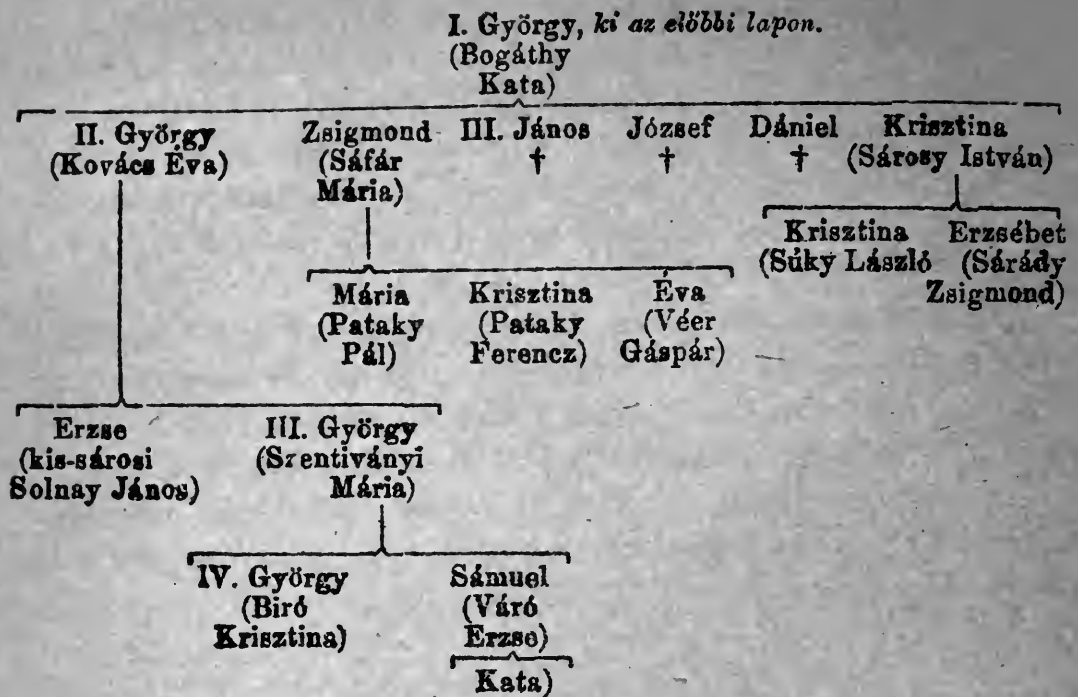 I. György, ki az előbbi lapon.
(Bogáthy
Kata)
II. György Zsigmond III. János József Dániel Krisztina
(Kovács Éva) (Sáfár † † † (Sárosy István)
Mária)
Krisztina Erzsébet
(Súky László (Sárády
Zsigmond)
Mária Krisztina Éva
(Pataky (Pataky (Véer
Pál) Ferencz) Gáspár)
Erzse III. György
(kis-sárosi (Szentiványi
Solnay János) Mária)
IV. György Sámuel
(Biró (Váró
Krisztina) Erzse)
Kata)